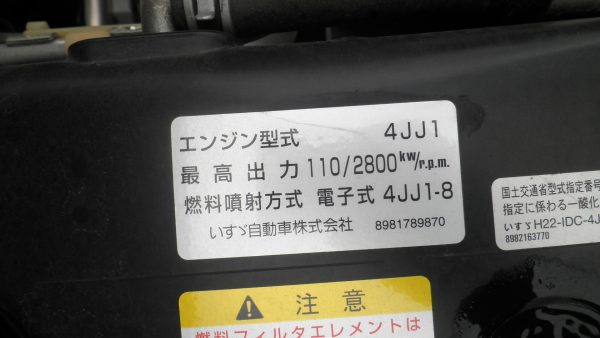 エンジン型式 4JJ1
最高出力 110/2800kw/r.p.m.
燃料噴射方式 電子式 4JJ1-8
いすゞ自動車株式会社 8981789870
国土交通省型式指定番号
指定に係わる一酸化
いすゞH22-IDC-4J
8982163770
注意
燃料フィルタエレメントは